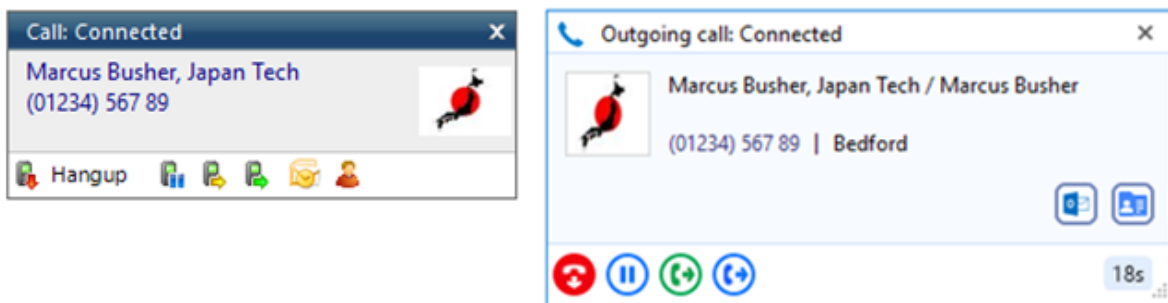 Call: Connected
Marcus Busher, Japan Tech
(01234) 567 89
Hangup
Outgoing call: Connected
Marcus Busher, Japan Tech / Marcus Busher
(01234) 567 89 | Bedford
18s